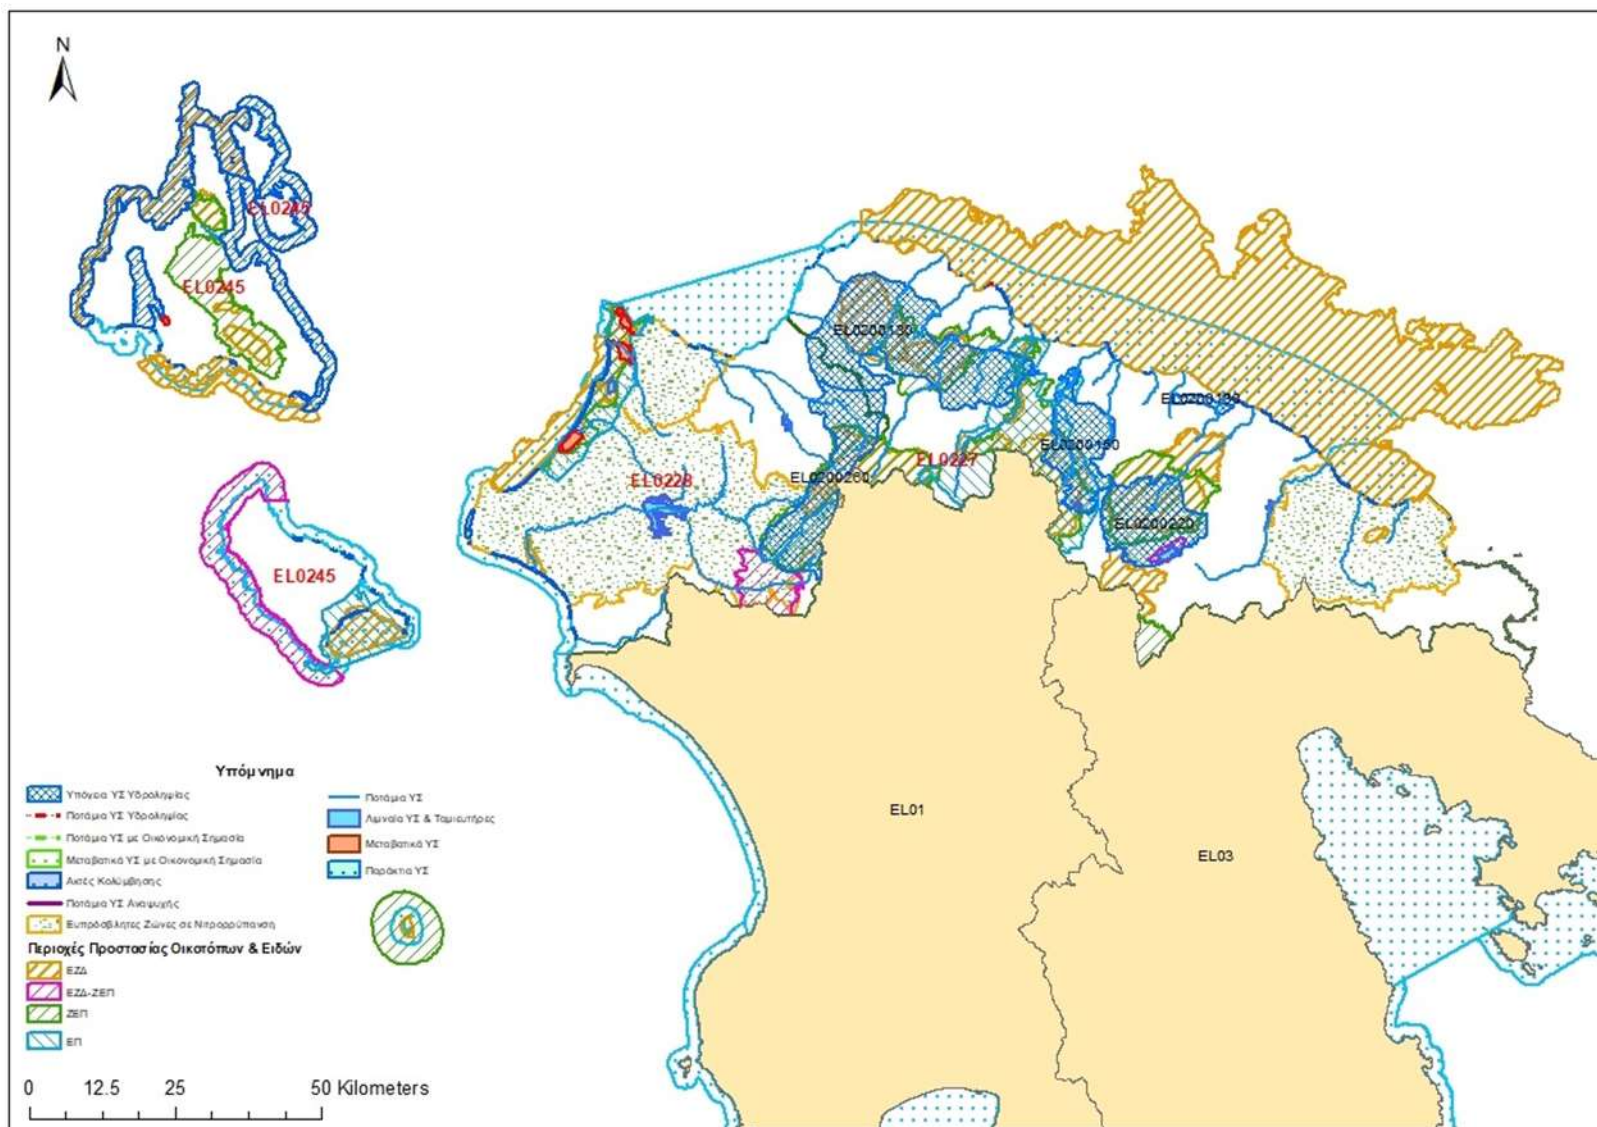 N
EL0245
EL0245
EL0200130
EL0200190
EL0200150
EL0227
EL0200260
EL0228
EL0200220
EL0245
EL01
EL03
Υπόμνημα
Υπόγεια ΥΣ Υδροληψίας
Ποτάμια ΥΣ Υδροληψίας
Ποτάμια ΥΣ με Οικονομική Σημασία
Μεταβατικά ΥΣ με Οικονομική Σημασία
Ακτές Κολύμβησης
Ποτάμια ΥΣ Αναψυχής
Ευπρόσβλητες Ζώνες σε Νιτρορρύπανση
Περιοχές Προστασίας Οικοτόπων & Ειδών
ΕΖΔ
ΕΖΔ-ΖΕΠ
ΖΕΠ
ΕΠ
Ποτάμια ΥΣ
Λιμναία ΥΣ & Ταμιευτήρες
Μεταβατικά ΥΣ
Παράκτια ΥΣ
0 12.5 25 50 Kilometers